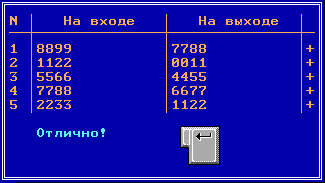 N На входе На выходе
1 8899 7788 +
2 1122 0011 +
3 5566 4455 +
4 7788 6677 +
5 2233 1122 +
Отлично!